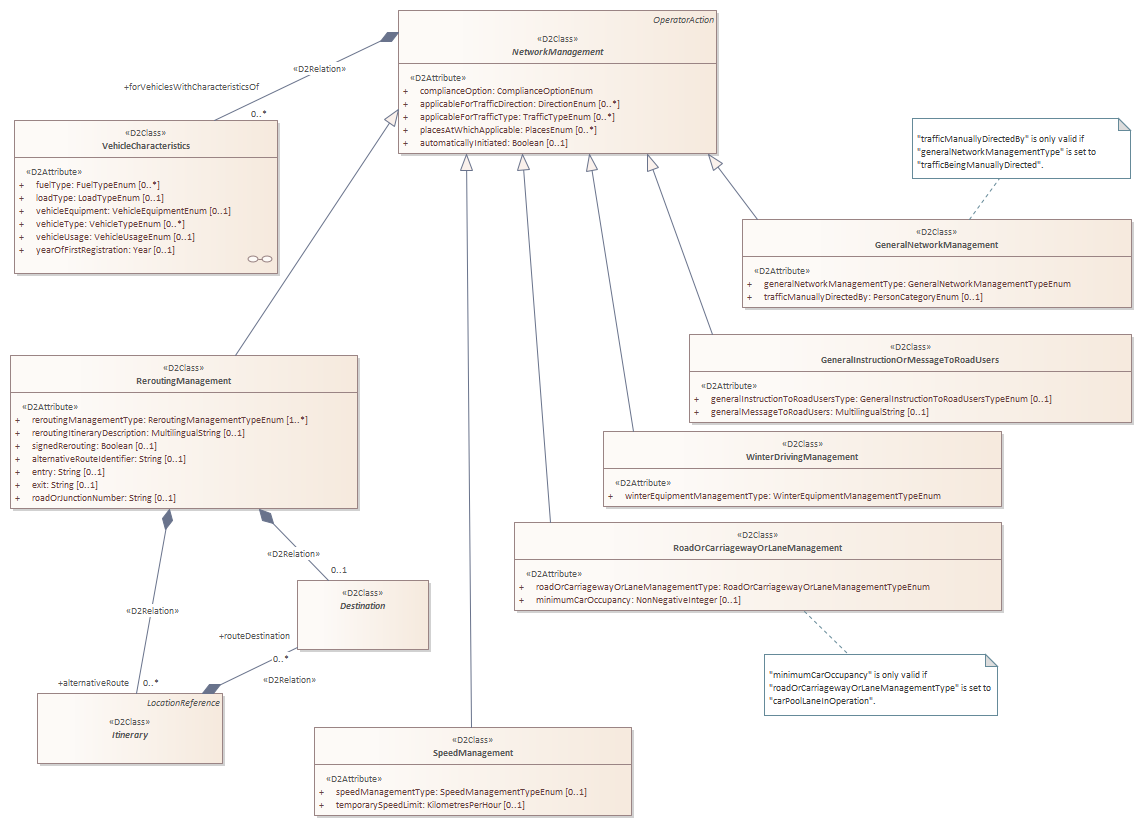 OperatorAction
«D2Class»
NetworkManagement
«D2Attribute»
+ complianceOption: ComplianceOptionEnum
+ applicableForTrafficDirection: DirectionEnum [0..*]
+ applicableForTrafficType: TrafficTypeEnum [0..*]
+ placesAtWhichApplicable: PlacesEnum [0..*]
+ automaticallyInitiated: Boolean [0..1]
«D2Relation»
+forVehiclesWithCharacteristicsOf
0..*
«D2Class»
VehicleCharacteristics
«D2Attribute»
+ fuelType: FuelTypeEnum [0..*]
+ loadType: LoadTypeEnum [0..1]
+ vehicleEquipment: VehicleEquipmentEnum [0..1]
+ vehicleType: VehicleTypeEnum [0..*]
+ vehicleUsage: VehicleUsageEnum [0..1]
+ yearOfFirstRegistration: Year [0..1]
"trafficManuallyDirectedBy" is only valid if
"generalNetworkManagementType" is set to
"trafficBeingManuallyDirected".
«D2Class»
GeneralNetworkManagement
«D2Attribute»
+ generalNetworkManagementType: GeneralNetworkManagementTypeEnum
+ trafficManuallyDirectedBy: PersonCategoryEnum [0..1]
«D2Class»
GeneralInstructionOrMessageToRoadUsers
«D2Attribute»
+ generalInstructionToRoadUsersType: GeneralInstructionToRoadUsersTypeEnum [0..1]
+ generalMessageToRoadUsers: MultilingualString [0..1]
«D2Class»
ReroutingManagement
«D2Attribute»
+ reroutingManagementType: ReroutingManagementTypeEnum [1..*]
+ reroutingItineraryDescription: MultilingualString [0..1]
+ signedRerouting: Boolean [0..1]
+ alternativeRouteIdentifier: String [0..1]
+ entry: String [0..1]
+ exit: String [0..1]
+ roadOrJunctionNumber: String [0..1]
«D2Class»
WinterDrivingManagement
«D2Attribute»
+ winterEquipmentManagementType: WinterEquipmentManagementTypeEnum
«D2Class»
RoadOrCarriagewayOrLaneManagement
«D2Attribute»
+ roadOrCarriagewayOrLaneManagementType: RoadOrCarriagewayOrLaneManagementTypeEnum
+ minimumCarOccupancy: NonNegativeInteger [0..1]
«D2Relation»
0..1
«D2Class»
Destination
«D2Relation»
+routeDestination
0..*
«D2Relation»
+alternativeRoute
0..*
LocationReference
«D2Class»
Itinerary
"minimumCarOccupancy" is only valid if
"roadOrCarriagewayOrLaneManagementType" is set to
"carPoolLaneInOperation".
«D2Class»
SpeedManagement
«D2Attribute»
+ speedManagementType: SpeedManagementTypeEnum [0..1]
+ temporarySpeedLimit: KilometresPerHour [0..1]